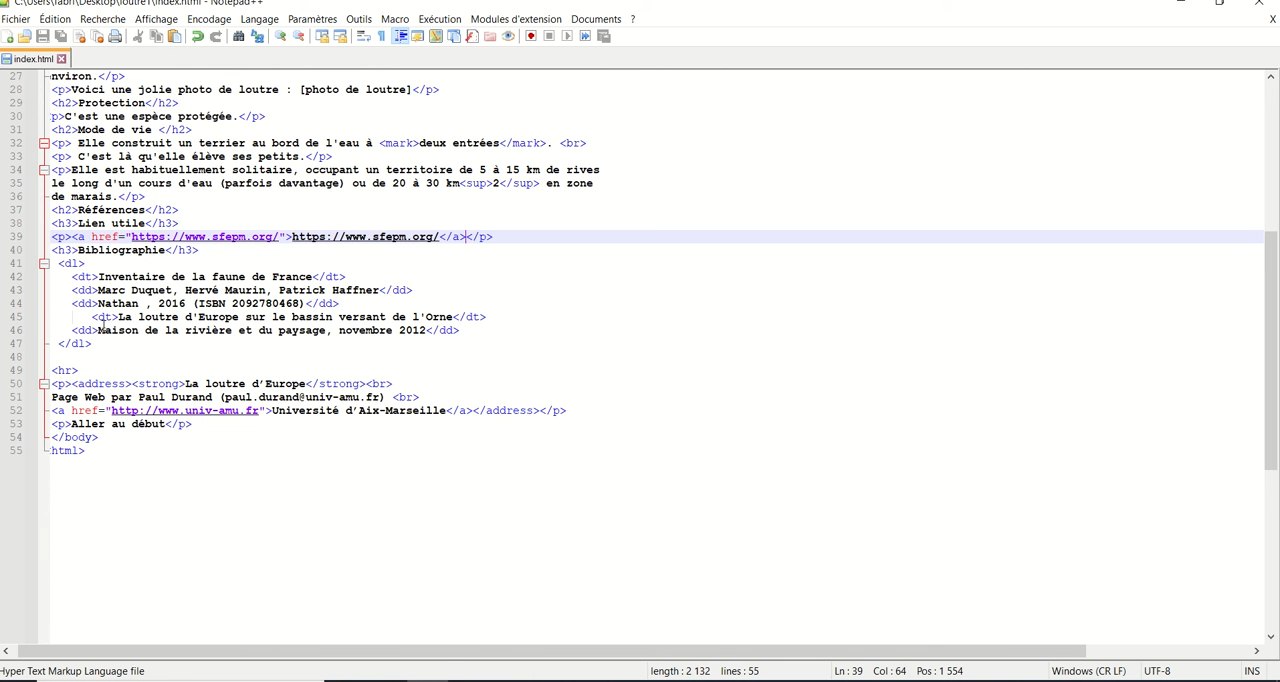 C:\Users\fabri\Desktop\loutre1\index.html - Notepad++
Fichier Édition Recherche Affichage Encodage Langage Paramètres Outils Macro Exécution Modules d'extension Documents ? X
index.html
27 nviron.</p>
28 <p>Voici une jolie photo de loutre : [photo de loutre]</p>
29 <h2>Protection</h2>
30 p>C'est une espèce protégée.</p>
31 <h2>Mode de vie </h2>
32 <p> Elle construit un terrier au bord de l'eau à <mark>deux entrées</mark>. <br>
33 <p> C'est là qu'elle élève ses petits.</p>
34 <p>Elle est habituellement solitaire, occupant un territoire de 5 à 15 km de rives
35 le long d'un cours d'eau (parfois davantage) ou de 20 à 30 km<sup>2</sup> en zone
36 de marais.</p>
37 <h2>Références</h2>
38 <h3>Lien utile</h3>
39 <p><a href="https://www.sfepm.org/">https://www.sfepm.org/</a></p>
40 <h3>Bibliographie</h3>
41 <dl>
42 <dt>Inventaire de la faune de France</dt>
43 <dd>Marc Duquet, Hervé Maurin, Patrick Haffner</dd>
44 <dd>Nathan , 2016 (ISBN 2092780468)</dd>
45 <dt>La loutre d'Europe sur le bassin versant de l'Orne</dt>
46 <dd>Maison de la rivière et du paysage, novembre 2012</dd>
47 </dl>
48
49 <hr>
50 <p><address><strong>La loutre d’Europe</strong><br>
51 Page Web par Paul Durand (paul.durand@univ-amu.fr) <br>
52 <a href="http://www.univ-amu.fr">Université d’Aix-Marseille</a></address></p>
53 <p>Aller au début</p>
54 </body>
55 html>
Hyper Text Markup Language file length : 2 132 lines : 55 Ln : 39 Col : 64 Pos : 1 554 Windows (CR LF) UTF-8 INS